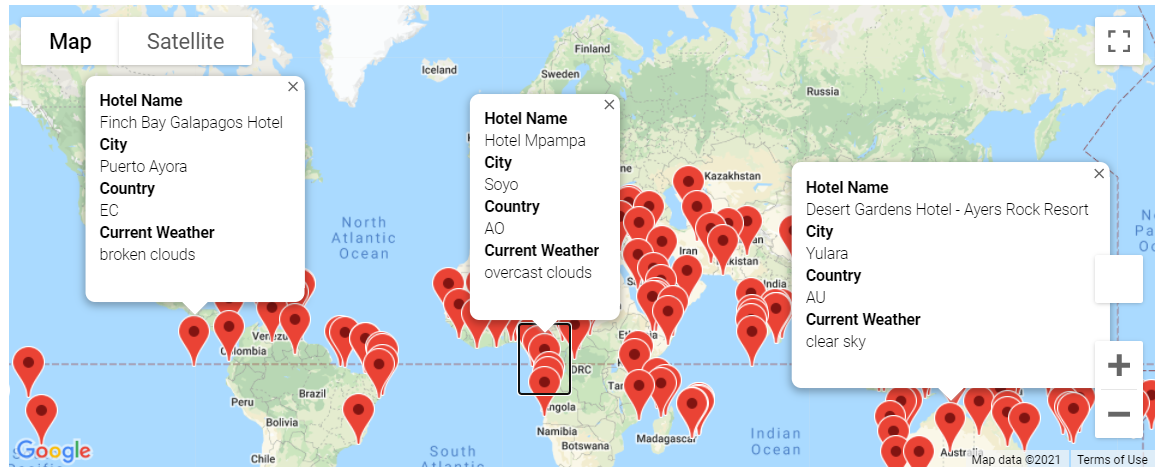 Map
Satellite
Hotel Name
Finch Bay Galapagos Hotel
City
Puerto Ayora
Country
EC
Current Weather
broken clouds
Hotel Name
Hotel Mpampa
City
Soyo
Country
AO
Current Weather
overcast clouds
Hotel Name
Desert Gardens Hotel - Ayers Rock Resort
City
Yulara
Country
AU
Current Weather
clear sky
Iceland
Finland
Sweden
Russia
Kazakhstan
North
Atlantic
Ocean
Iran
India
Colombia
DRC
Peru
Brazil
Bolivia
Chile
Angola
Namibia
Botswana
Madagascar
South
Atlantic
Indian
Ocean
Australia
Google
Map data ©2021
Terms of Use